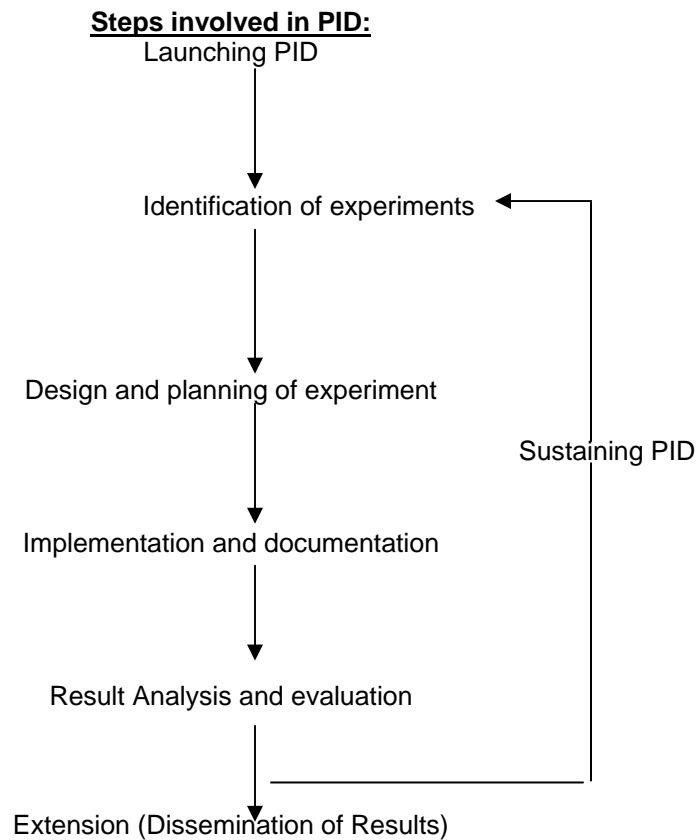 Steps involved in PID:
Launching PID
Identification of experiments
Design and planning of experiment
Sustaining PID
Implementation and documentation
Result Analysis and evaluation
Extension (Dissemination of Results)